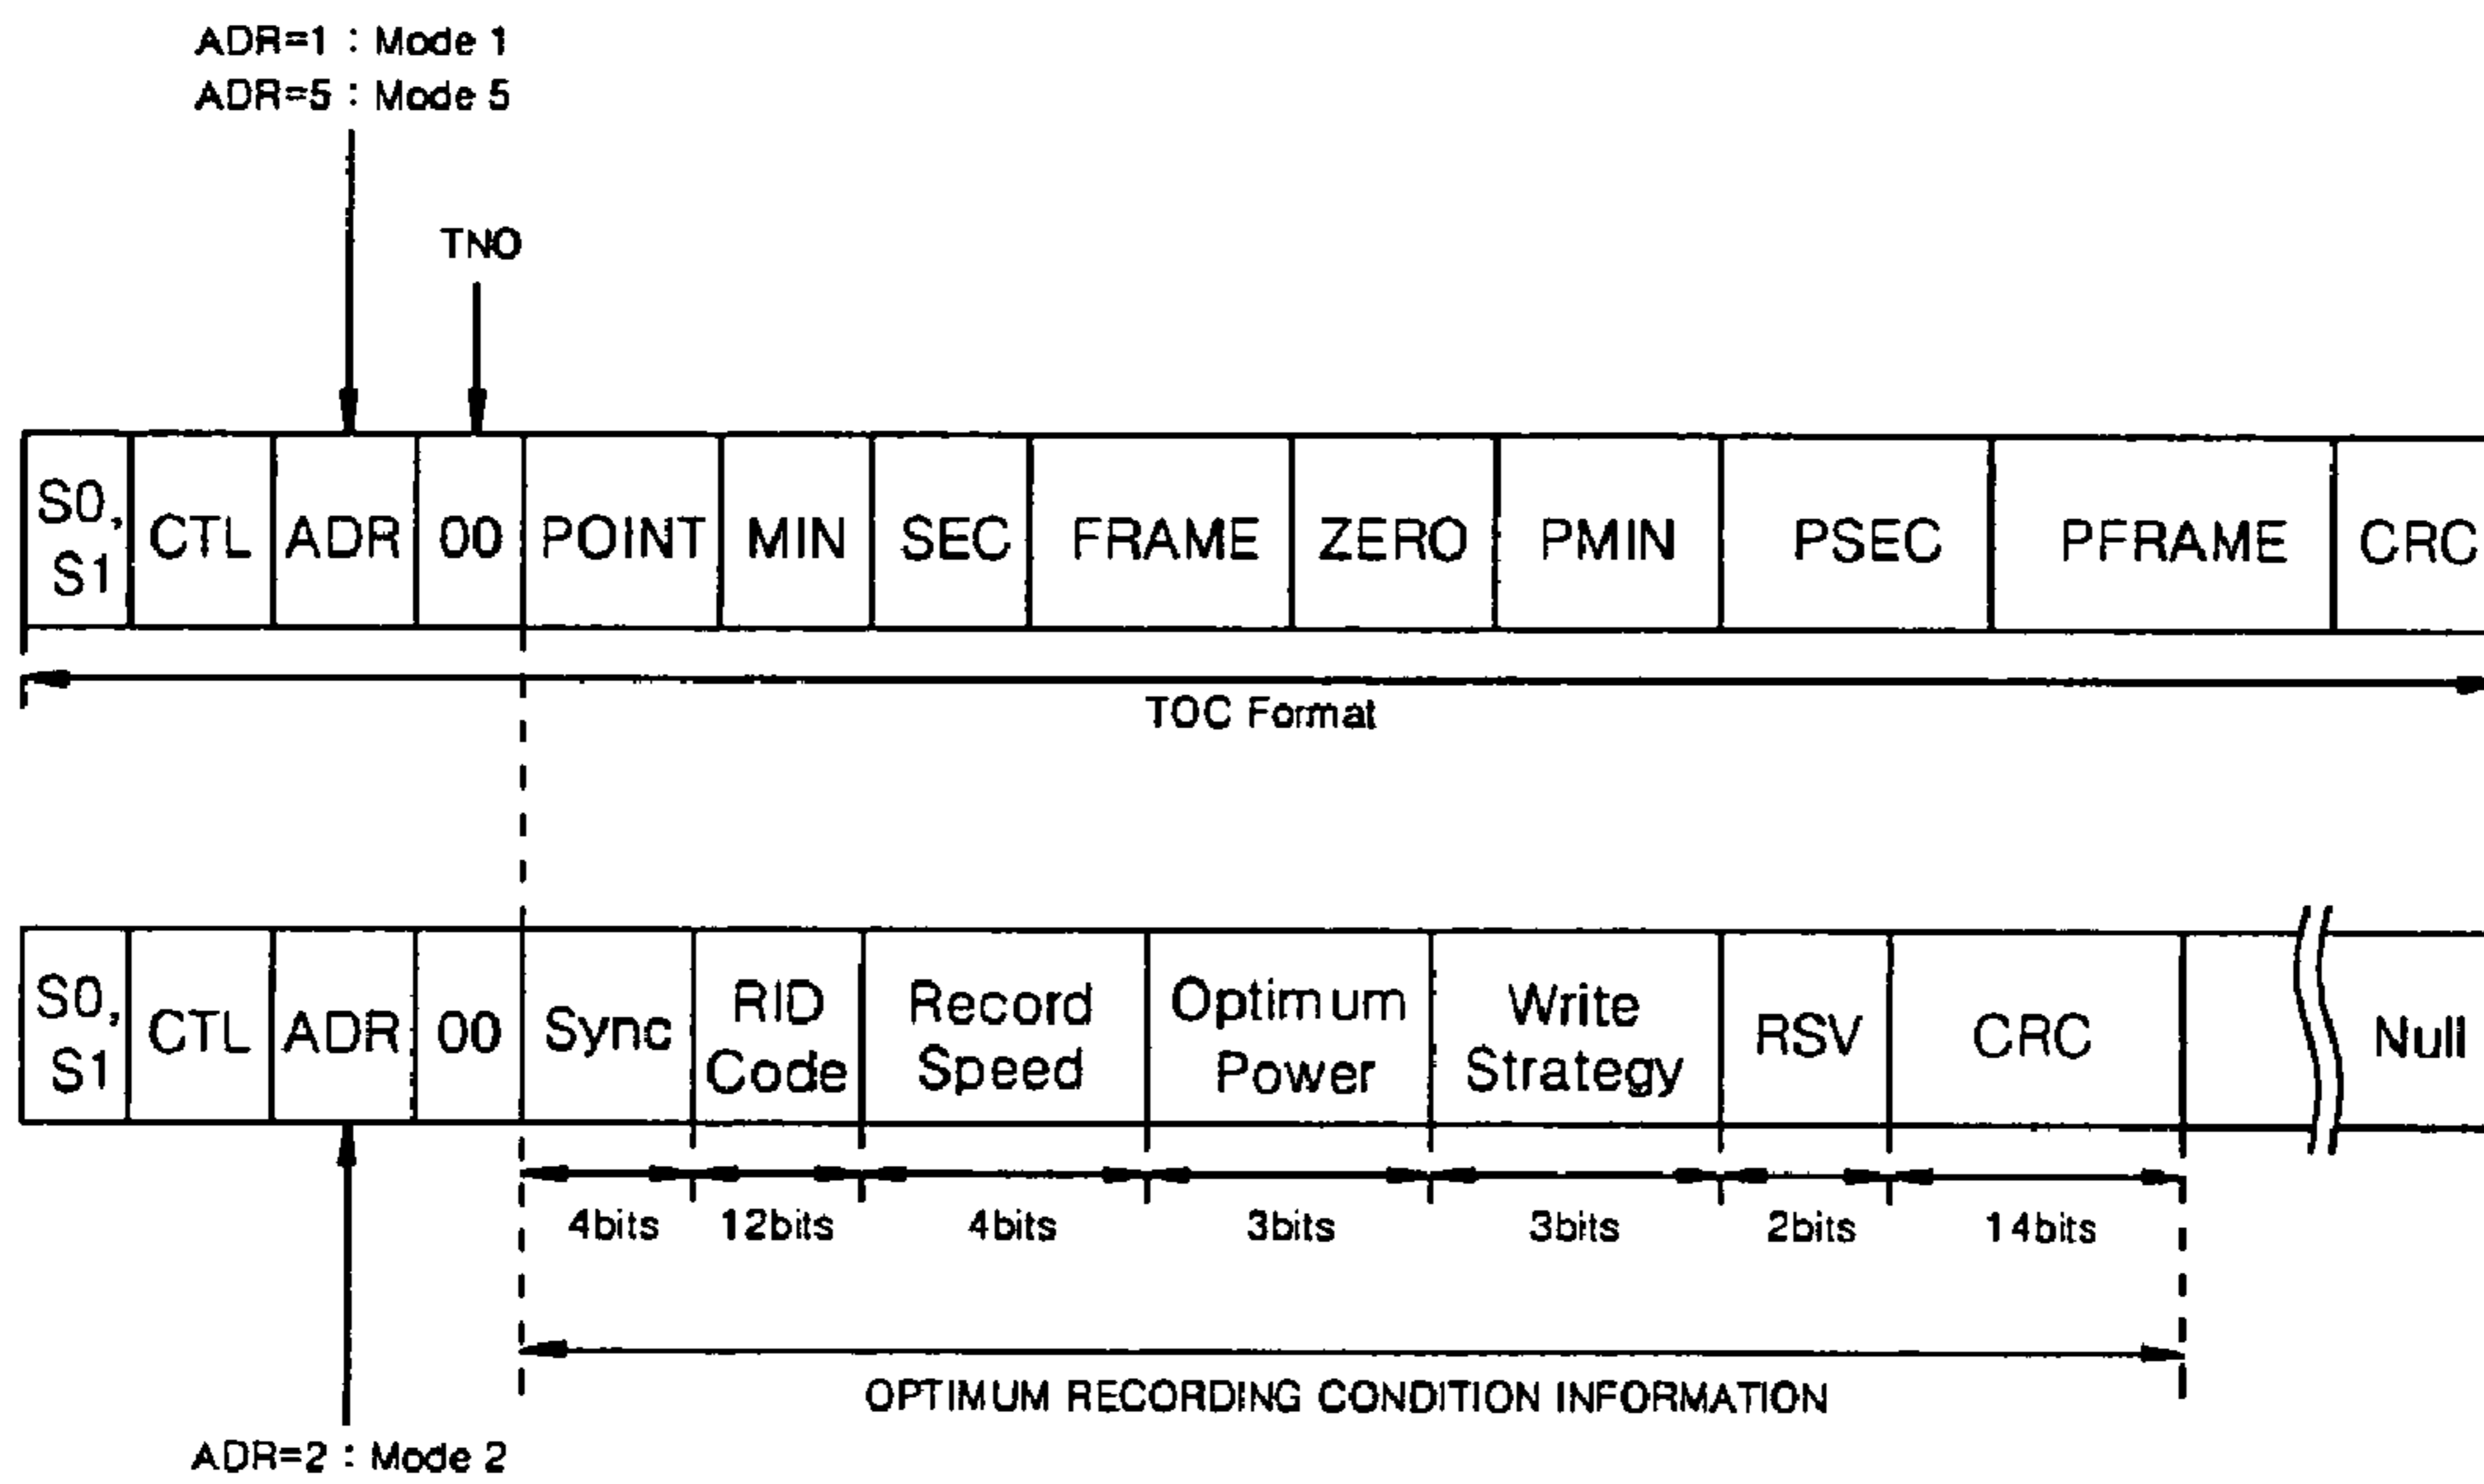 ADR=1 : Mode 1
ADR=5 : Mode 5
TNO
S0, S1 CTL ADR 00 POINT MIN SEC FRAME ZERO PMIN PSEC PFRAME CRC
TOC Format
S0, S1 CTL ADR 00 Sync RID Code Record Speed Optimum Power Write Strategy RSV CRC Null
4bits 12bits 4bits 3bits 3bits 2bits 14bits
OPTIMUM RECORDING CONDITION INFORMATION
ADR=2 : Mode 2